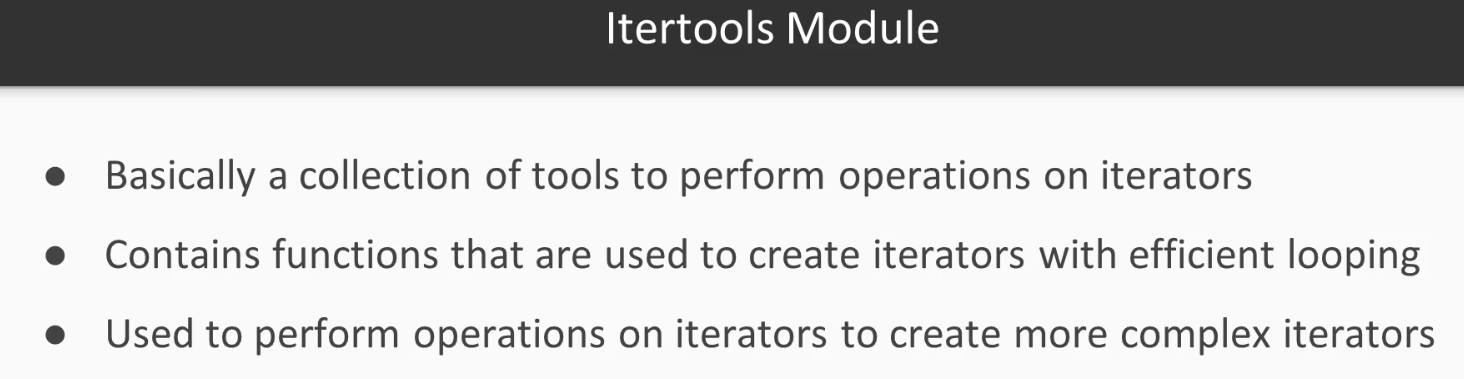 Itertools Module
● Basically a collection of tools to perform operations on iterators
● Contains functions that are used to create iterators with efficient looping
● Used to perform operations on iterators to create more complex iterators